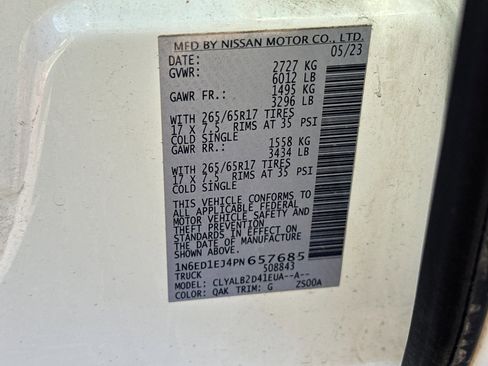 MFD BY NISSAN MOTOR CO., LTD.
DATE: 05/23
GVWR: 2727 KG
6012 LB
GAWR FR.: 1495 KG
3296 LB
WITH 265/65R17 TIRES
17 X 7.5 RIMS AT 35 PSI
COLD SINGLE
GAWR RR.: 1558 KG
3434 LB
WITH 265/65R17 TIRES
17 X 7.5 RIMS AT 35 PSI
COLD SINGLE
THIS VEHICLE CONFORMS TO
ALL APPLICABLE FEDERAL
MOTOR VEHICLE SAFETY AND
THEFT PREVENTION
STANDARDS IN EFFECT ON
THE DATE OF MANUFACTURE
SHOWN ABOVE.
1N6ED1EJ4PN657685
TRUCK 508843
MODEL: CLYALB2D41EUA--A--
COLOR: QAK TRIM: G ZS00A